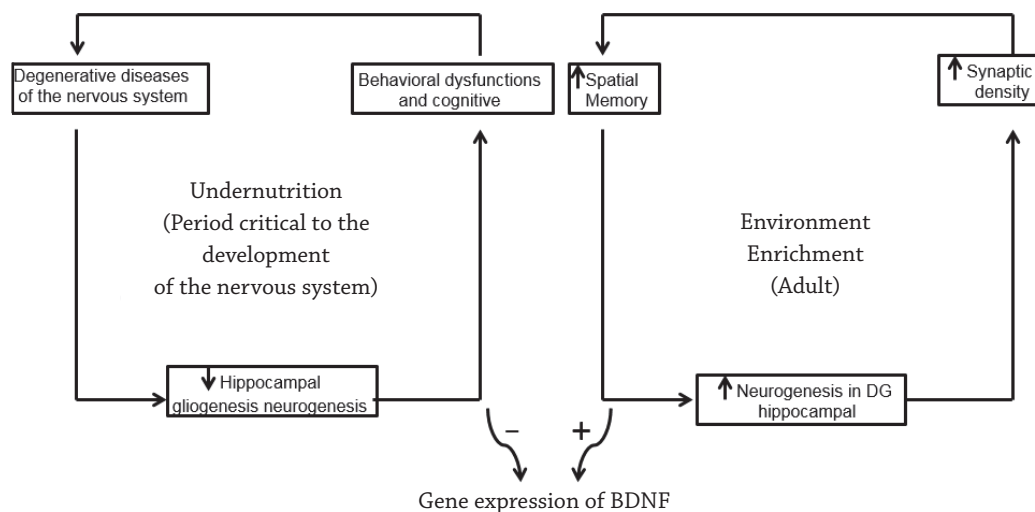 Degenerative diseases
of the nervous system
Behavioral dysfunctions
and cognitive
Spatial
Memory
Synaptic
density
Undernutrition
(Period critical to the
development
of the nervous system)
Environment
Enrichment
(Adult)
Hippocampal
gliogenesis neurogenesis
Neurogenesis in DG
hippocampal
– +
Gene expression of BDNF